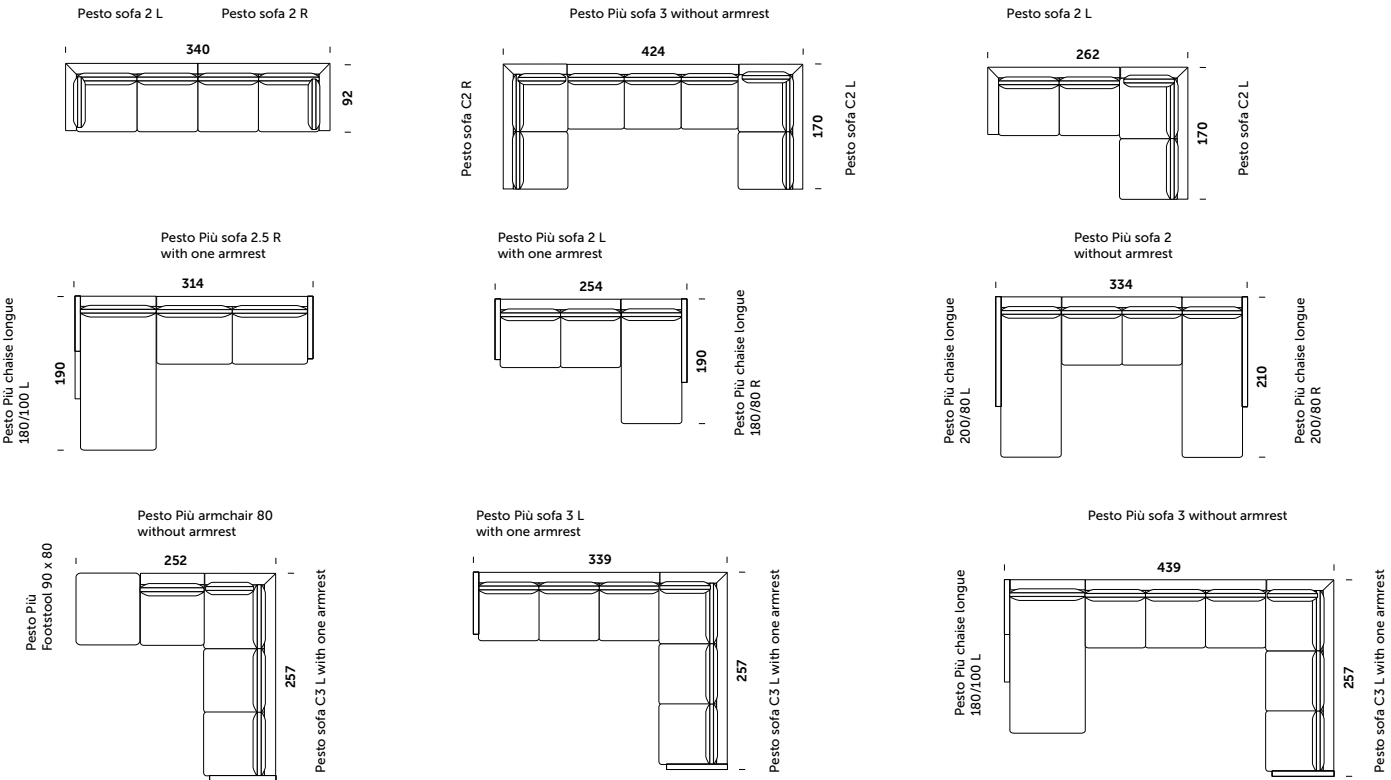 Pesto sofa 2 L
Pesto sofa 2 R
340
92
Pesto Più sofa 3 without armrest
424
Pesto sofa C2 R
170
Pesto sofa C2 L
Pesto sofa 2 L
262
170
Pesto sofa C2 L
Pesto Più sofa 2.5 R
with one armrest
314
Pesto Più chaise longue
180/100 L
190
Pesto Più sofa 2 L
with one armrest
254
190
Pesto Più chaise longue
180/80 R
Pesto Più sofa 2
without armrest
334
Pesto Più chaise longue
200/80 L
210
Pesto Più chaise longue
200/80 R
Pesto Più armchair 80
without armrest
252
Pesto Più
Footstool 90 x 80
257
Pesto sofa C3 L with one armrest
Pesto Più sofa 3 L
with one armrest
339
257
Pesto sofa C3 L with one armrest
Pesto Più sofa 3 without armrest
439
Pesto Più chaise longue
180/100 L
257
Pesto sofa C3 L with one armrest